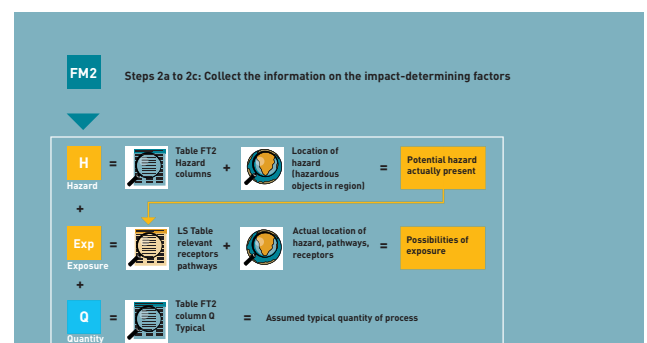 FM2
Steps 2a to 2c: Collect the information on the impact-determining factors
H
Hazard
=
Table FT2
Hazard
columns
+
Location of
hazard
(hazardous
objects in region)
=
Potential hazard
actually present
+
Exp
Exposure
=
LS Table
relevant
receptors
pathways
+
Actual location of
hazard, pathways,
receptors
=
Possibilities of
exposure
+
Q
Quantity
=
Table FT2
column Q
Typical
=
Assumed typical quantity of process